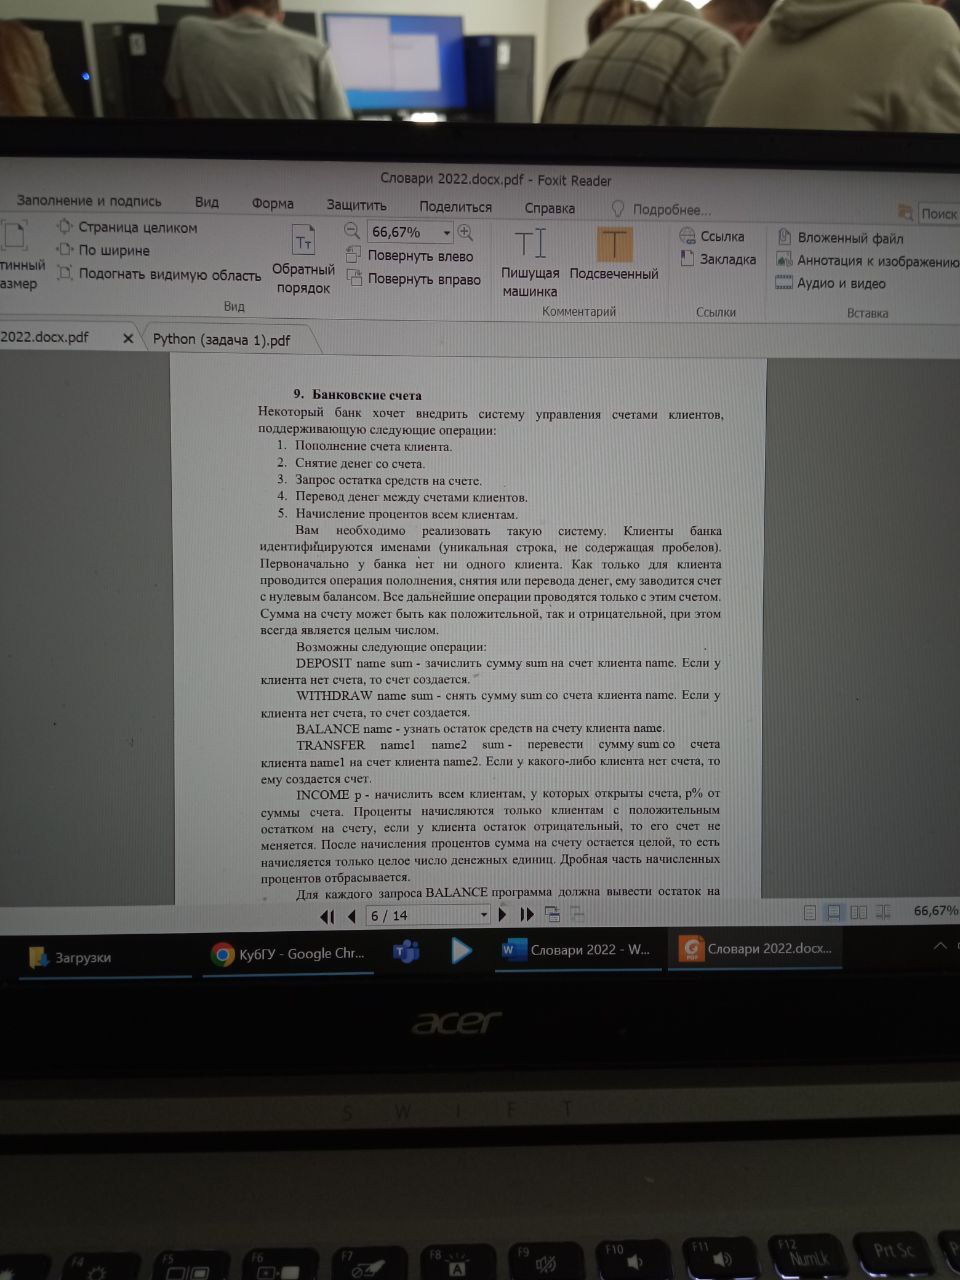 Словари 2022.docx.pdf - Foxit Reader
Заполнение и подпись Вид Форма Защитить Поделиться Справка Подробнее... Поиск
Страница целиком
По ширине
Подогнать видимую область
Обратный
порядок
66,67%
Повернуть влево
Повернуть вправо
Вид
Пишущая
машинка
Подсвеченный
Комментарий
Ссылка
Закладка
Ссылки
Вложенный файл
Аннотация к изображению
Аудио и видео
Вставка
2022.docx.pdf × Python (задача 1).pdf
9. Банковские счета
Некоторый банк хочет внедрить систему управления счетами клиентов,
поддерживающую следующие операции:
1. Пополнение счета клиента.
2. Снятие денег со счета.
3. Запрос остатка средств на счете.
4. Перевод денег между счетами клиентов.
5. Начисление процентов всем клиентам.
Вам необходимо реализовать такую систему. Клиенты банка
идентифицируются именами (уникальная строка, не содержащая пробелов).
Первоначально у банка нет ни одного клиента. Как только для клиента
проводится операция пололнения, снятия или перевода денег, ему заводится счет
с нулевым балансом. Все дальнейшие операции проводятся только с этим счетом.
Сумма на счету может быть как положительной, так и отрицательной, при этом
всегда является целым числом.
Возможны следующие операции:
DEPOSIT name sum - зачислить сумму sum на счет клиента name. Если у
клиента нет счета, то счет создается.
WITHDRAW name sum - снять сумму sum со счета клиента name. Если у
клиента нет счета, то счет создается.
BALANCE name - узнать остаток средств на счету клиента name.
TRANSFER name1 name2 sum - перевести сумму sum со счета
клиента name1 на счет клиента name2. Если у какого-либо клиента нет счета, то
ему создается счет.
INCOME p - начислить всем клиентам, у которых открыты счета, p% от
суммы счета. Проценты начисляются только клиентам с положительным
остатком на счету, если у клиента остаток отрицательный, то его счет не
меняется. После начисления процентов сумма на счету остается целой, то есть
начисляется только целое число денежных единиц. Дробная часть начисленных
процентов отбрасывается.
Для каждого запроса BALANCE программа должна вывести остаток на
6 / 14
66,67%
Загрузки
КубГУ - Google Chr...
Словари 2022 - W...
Словари 2022.docx...
acer
SWIFT
F4 F5 F6 F7 F8 F9 F10 F11 F12 NumLk Prt Sc